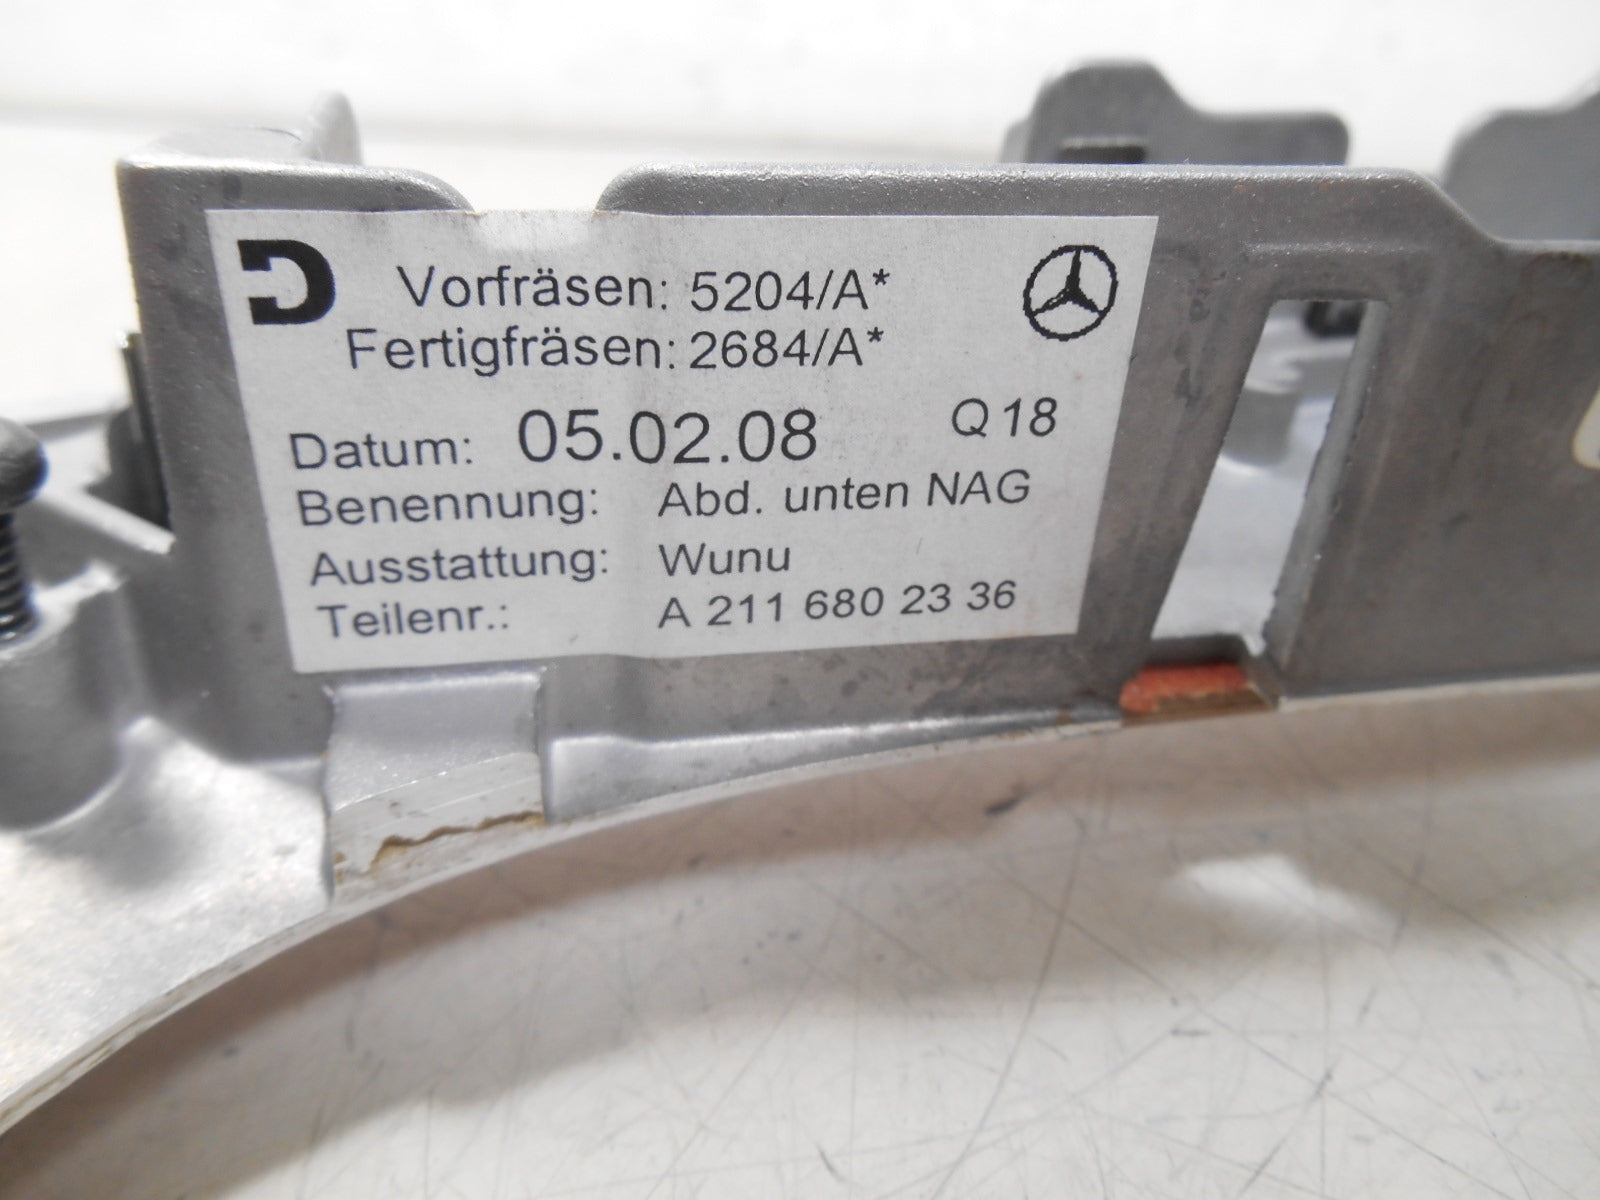 Vorfräsen: 5204/A*
Fertigfräsen: 2684/A*
Datum: 05.02.08 Q 18
Benennung: Abd. unten NAG
Ausstattung: Wunu
Teilenr.: A 211 680 23 36